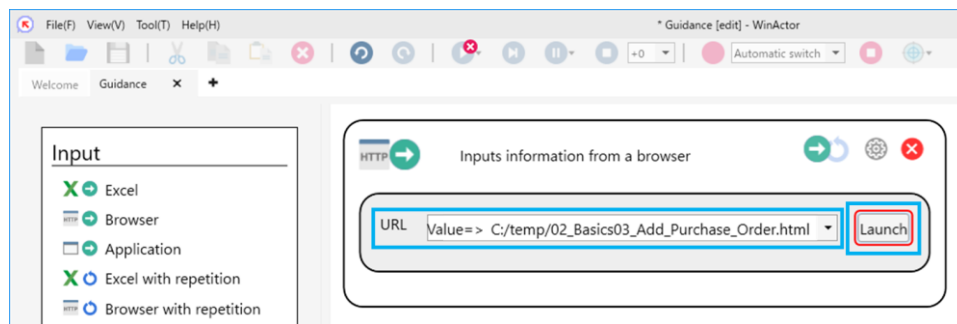 File(F) View(V) Tool(T) Help(H)
* Guidance [edit] - WinActor
+0
Automatic switch
Welcome Guidance
Input
Excel
Browser
Application
Excel with repetition
Browser with repetition
HTTP
Inputs information from a browser
URL
Value=> C:/temp/02_Basics03_Add_Purchase_Order.html
Launch